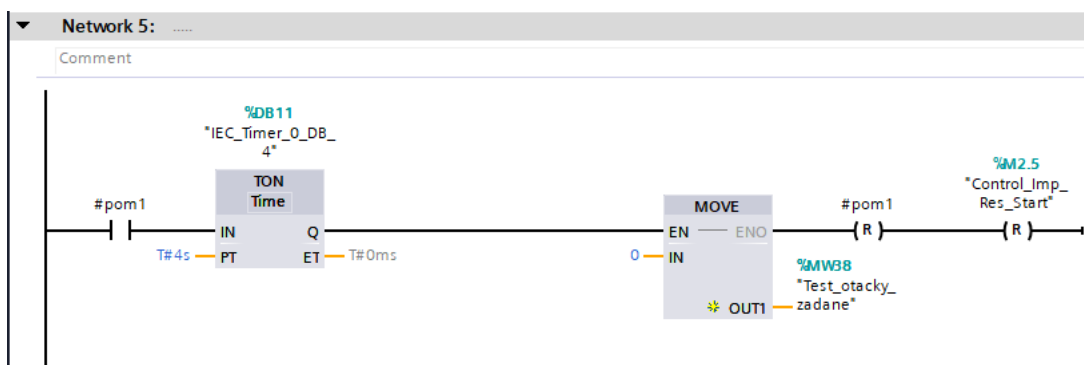 Network 5: .....
Comment
%DB11
"IEC_Timer_0_DB_
4"
TON
Time
#pom1
IN
Q
T#4s
PT
ET
T#0ms
MOVE
EN
ENO
0
IN
OUT1
%MW38
"Test_otacky_
zadane"
#pom1
R
%M2.5
"Control_Imp_
Res_Start"
R